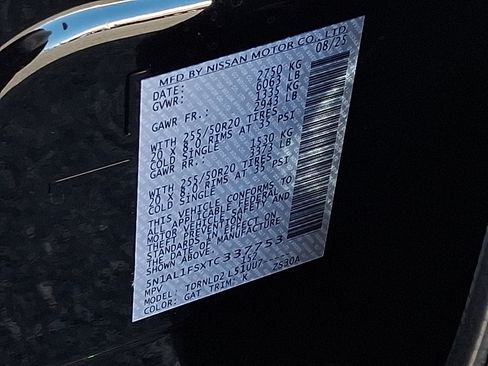 MFD BY NISSAN MOTOR CO., LTD.
DATE: 08/25
GVWR: 2750 KG
6063 LB
GAWR FR.: 1335 KG
2943 LB
WITH 255/50R20 TIRES
20 X 8.0 RIMS AT 35 PSI
COLD SINGLE
GAWR RR.: 1530 KG
3373 LB
WITH 255/50R20 TIRES
20 X 8.0 RIMS AT 35 PSI
COLD SINGLE
THIS VEHICLE CONFORMS TO
ALL APPLICABLE FEDERAL
MOTOR VEHICLE SAFETY AND
THEFT PREVENTION
STANDARDS IN EFFECT ON
THE DATE OF MANUFACTURE
SHOWN ABOVE.
5N1AL1FSXTC337753
MPV
MODEL: TDRNLD2L51UU7
COLOR: GAT TRIM: K 2S30A